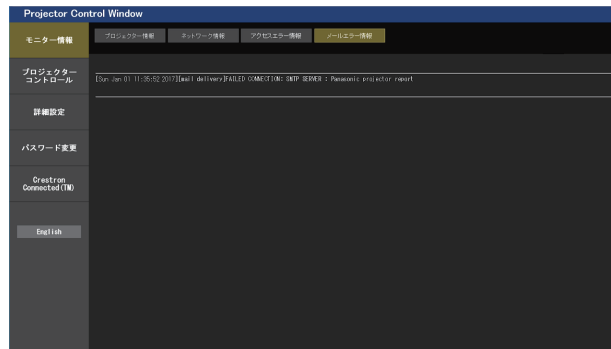 Projector Control Window
モニター情報
プロジェクター情報
ネットワーク情報
アクセスエラー情報
メールエラー情報
プロジェクター
コントロール
[Sun Jan 01 11:35:52 2017][mail delivery]FAILED CONNECTION: SMTP SERVER : Panasonic projector report
詳細設定
パスワード変更
Crestron
Connected(TM)
English